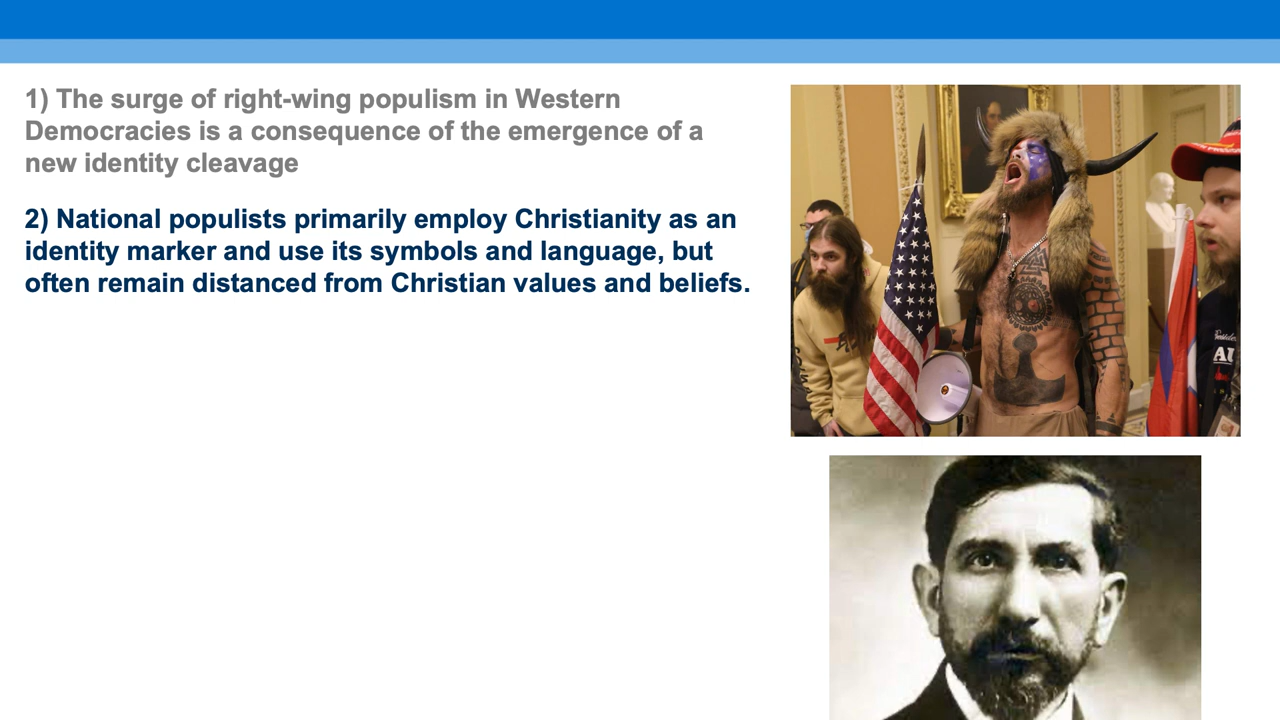 1) The surge of right-wing populism in Western
Democracies is a consequence of the emergence of a
new identity cleavage
2) National populists primarily employ Christianity as an
identity marker and use its symbols and language, but
often remain distanced from Christian values and beliefs.